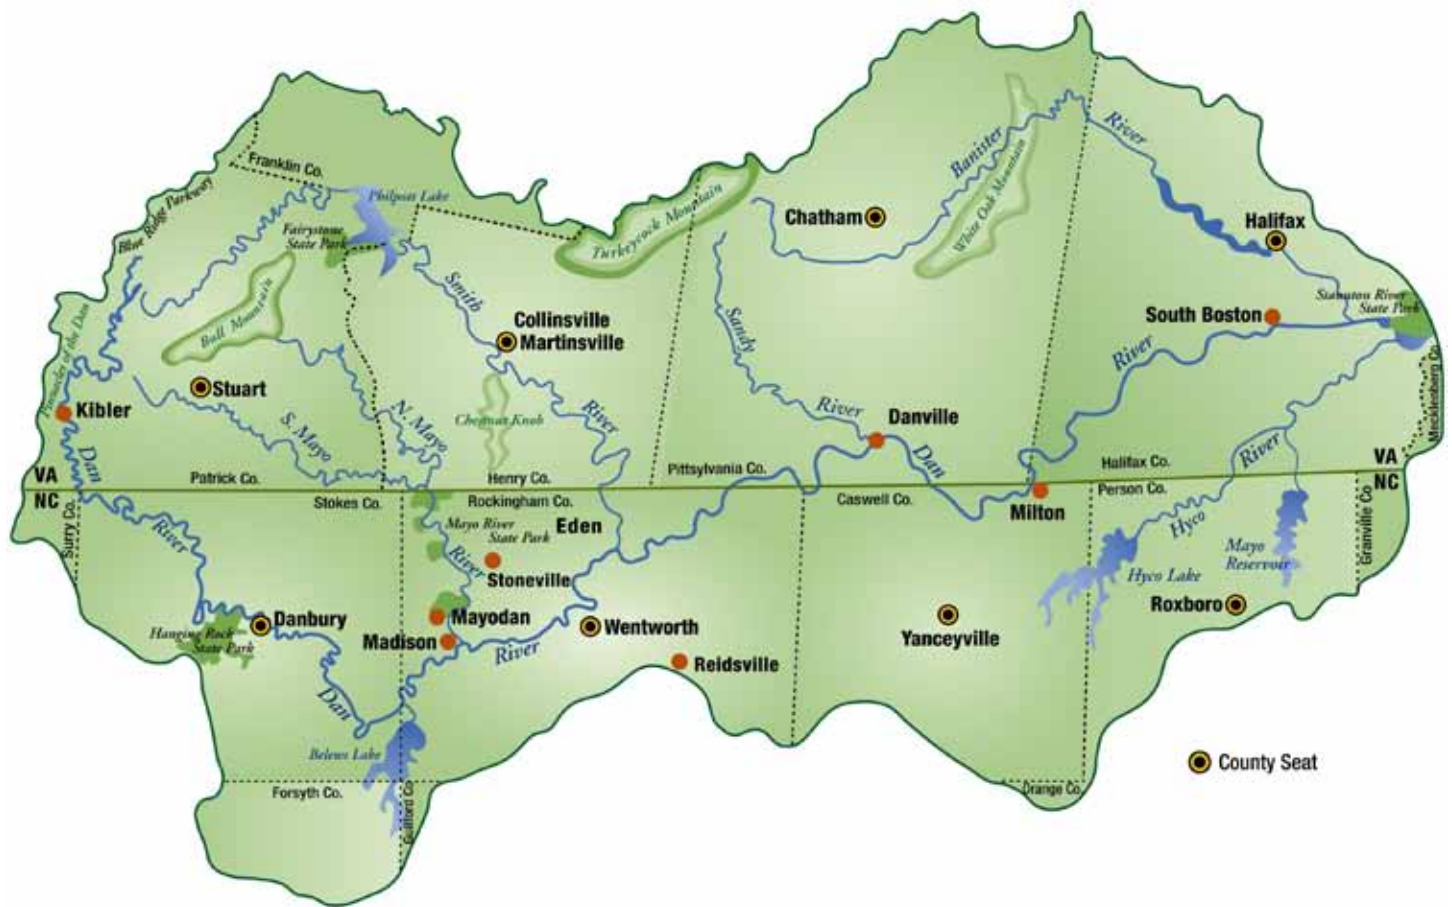 Franklin Co.
Philpott Lake
Blue Ridge Parkway
Fairystone
State Park
Turkeycock Mountain
Banister
River
White Oak Mountain
Chatham
Halifax
Smith
River
Bull Mountain
Collinsville
Martinsville
Sandy
River
Staunton River
State Park
South Boston
River
Pinnacles of the Dan
Stuart
Kibler
Chestnut Knob
N. Mayo
S. Mayo
Danville
Dan
Mecklenberg Co.
Dan
River
VA
NC
Patrick Co.
Henry Co.
Pittsylvania Co.
Halifax Co.
VA
NC
Stokes Co.
Rockingham Co.
Caswell Co.
Person Co.
Surry Co.
Granville Co
Eden
Milton
Hyco
River
Mayo River
State Park
River
Stoneville
Hyco Lake
Mayo
Reservoir
Roxboro
Hanging Rock
State Park
Danbury
Mayodan
Madison
River
Wentworth
Reidsville
Yanceyville
Dan
Belews Lake
Forsyth Co.
Guilford Co
Orange Co.
County Seat